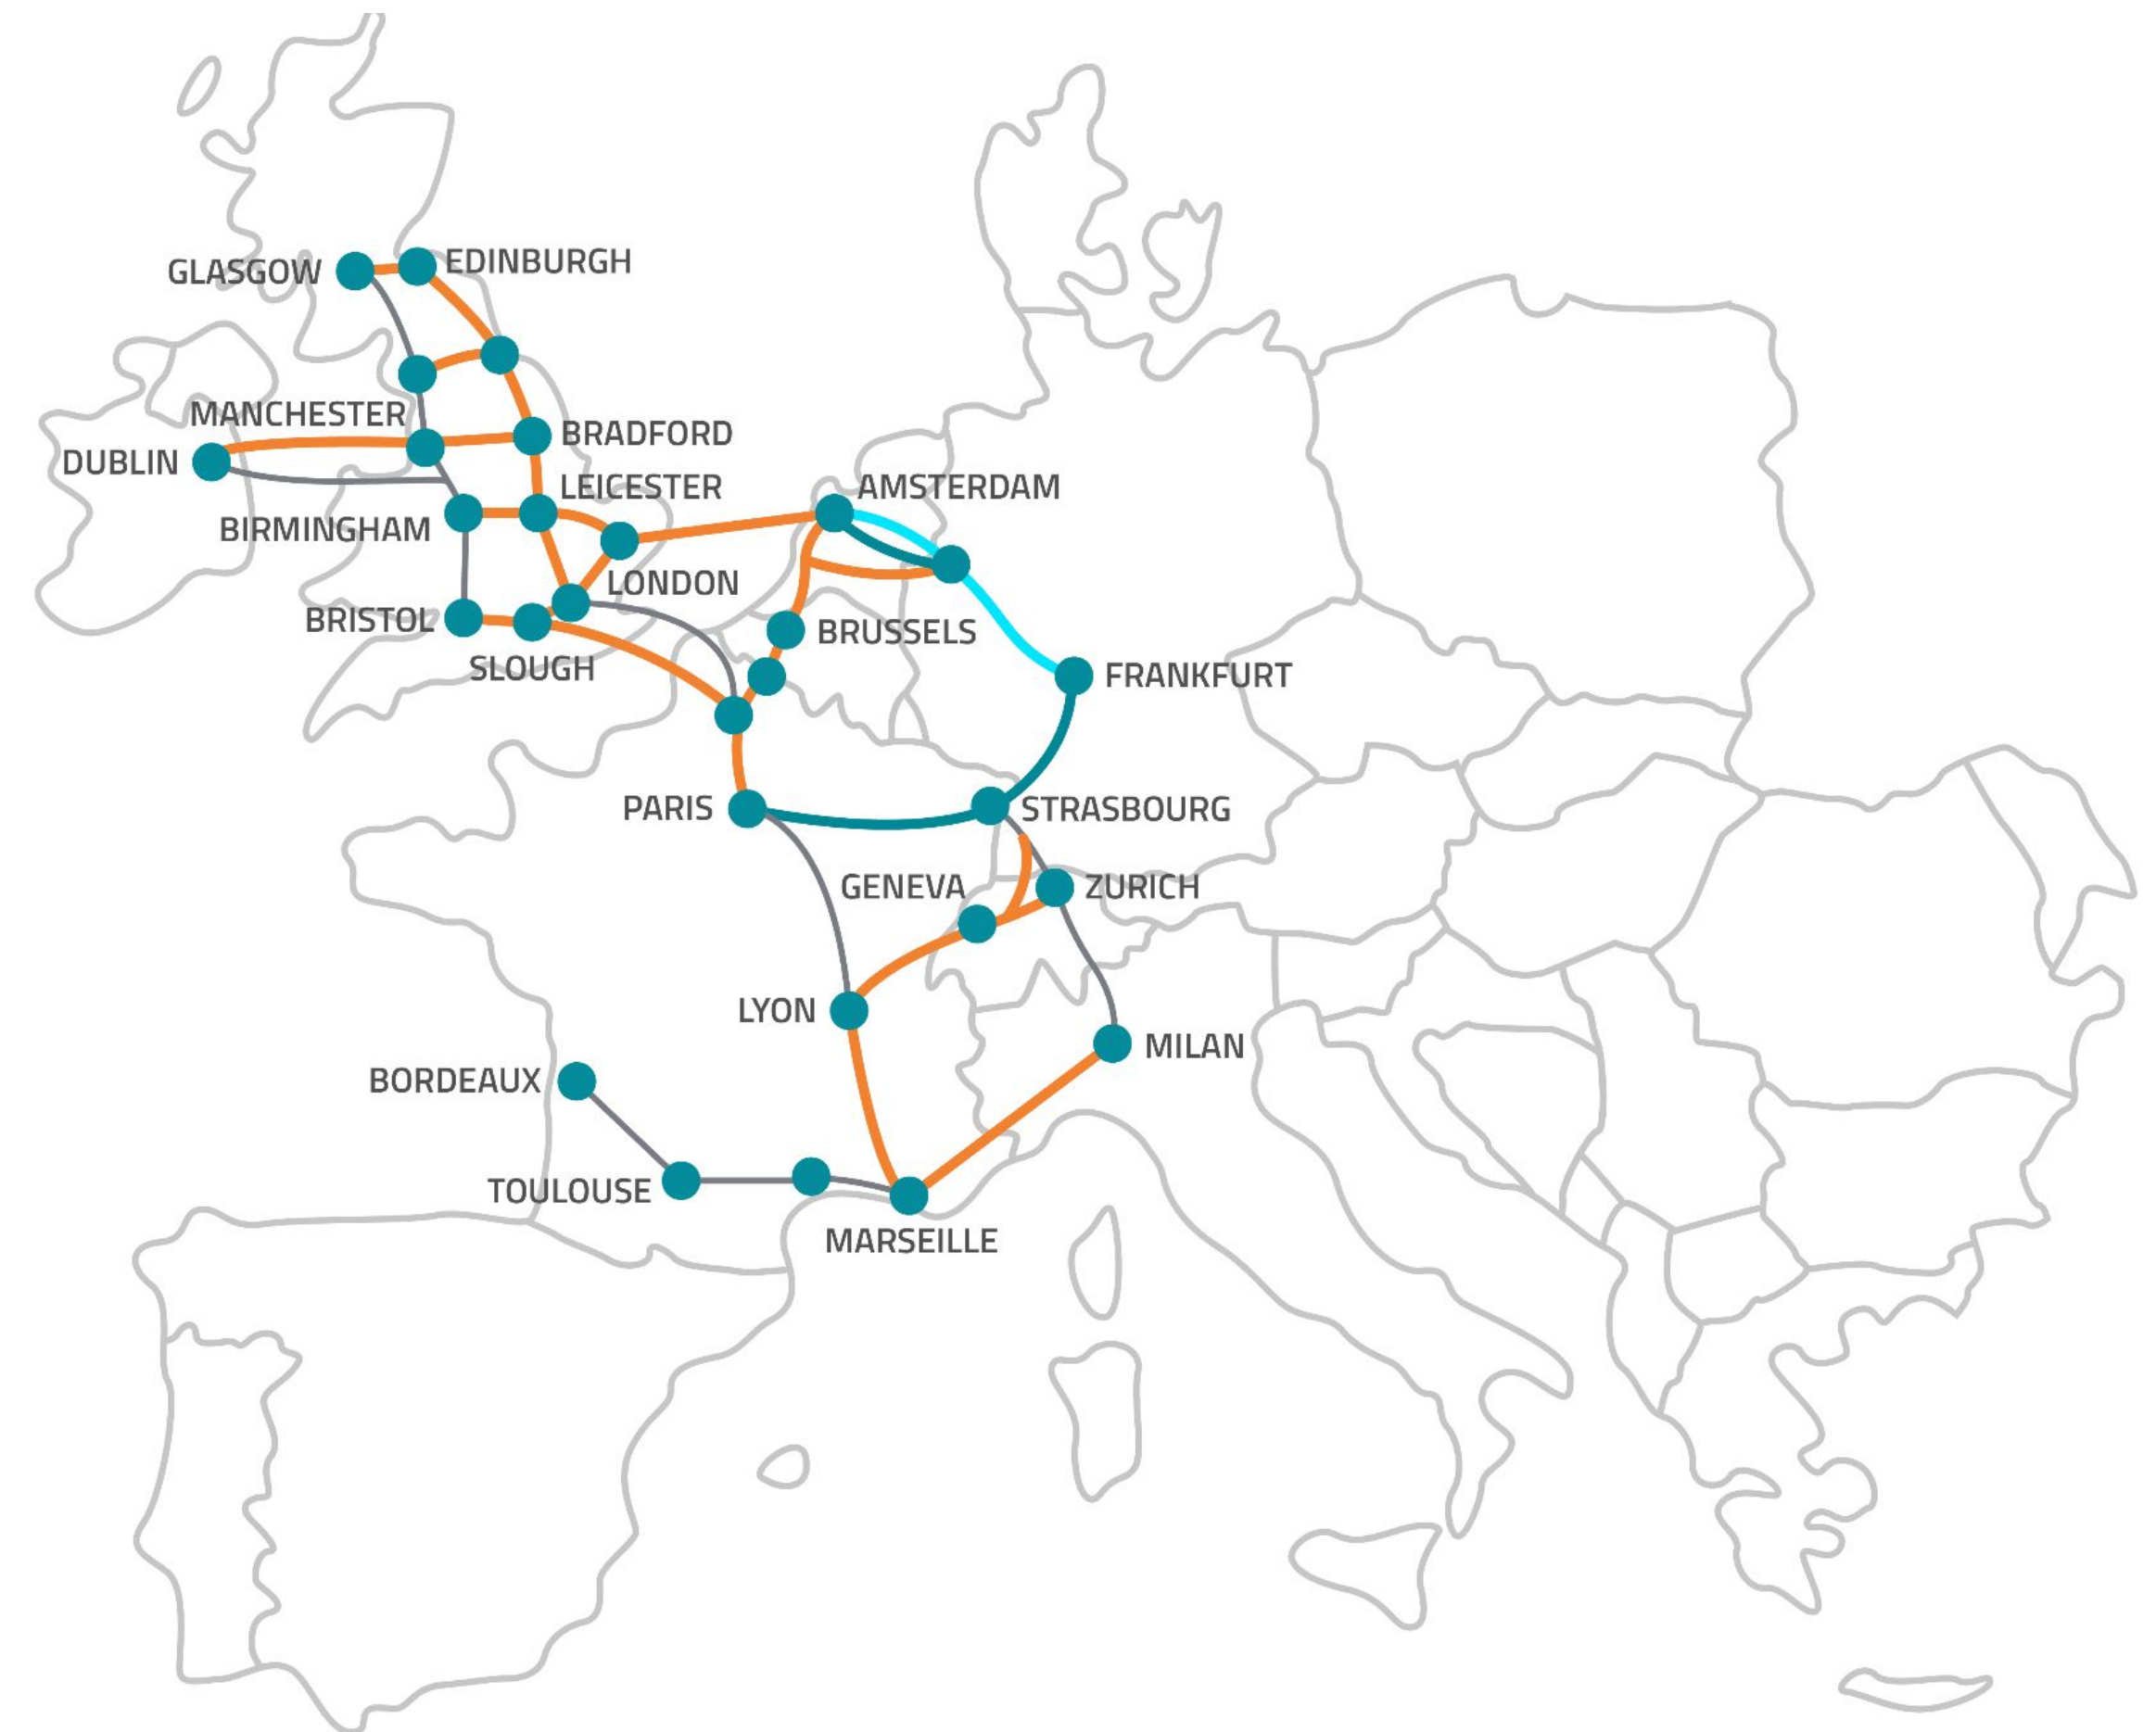 EDINBURGH
GLASGOW
MANCHESTER
BRADFORD
DUBLIN
LEICESTER
AMSTERDAM
BIRMINGHAM
LONDON
BRISTOL
BRUSSELS
SLOUGH
FRANKFURT
PARIS
STRASBOURG
GENEVA
ZURICH
LYON
MILAN
BORDEAUX
TOULOUSE
MARSEILLE